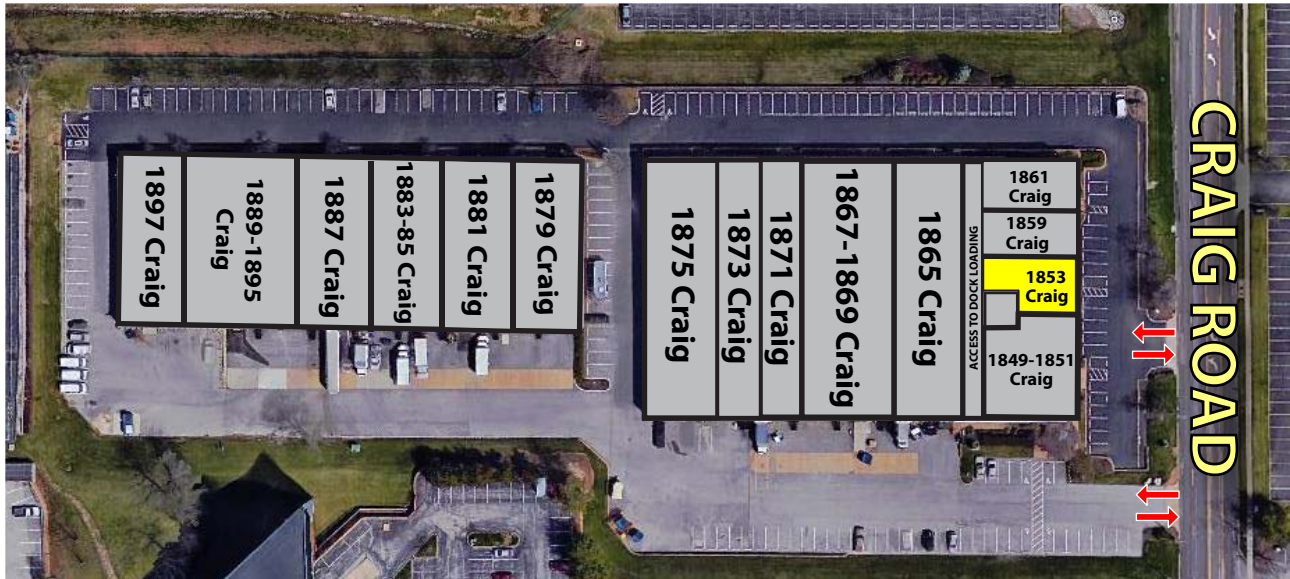 1897 Craig
1889-1895
Craig
1887 Craig
1883-85 Craig
1881 Craig
1879 Craig
1875 Craig
1873 Craig
1871 Craig
1867-1869 Craig
1865 Craig
ACCESS TO DOCK LOADING
1861
Craig
1859
Craig
1853
Craig
1849-1851
Craig
CRAIG ROAD